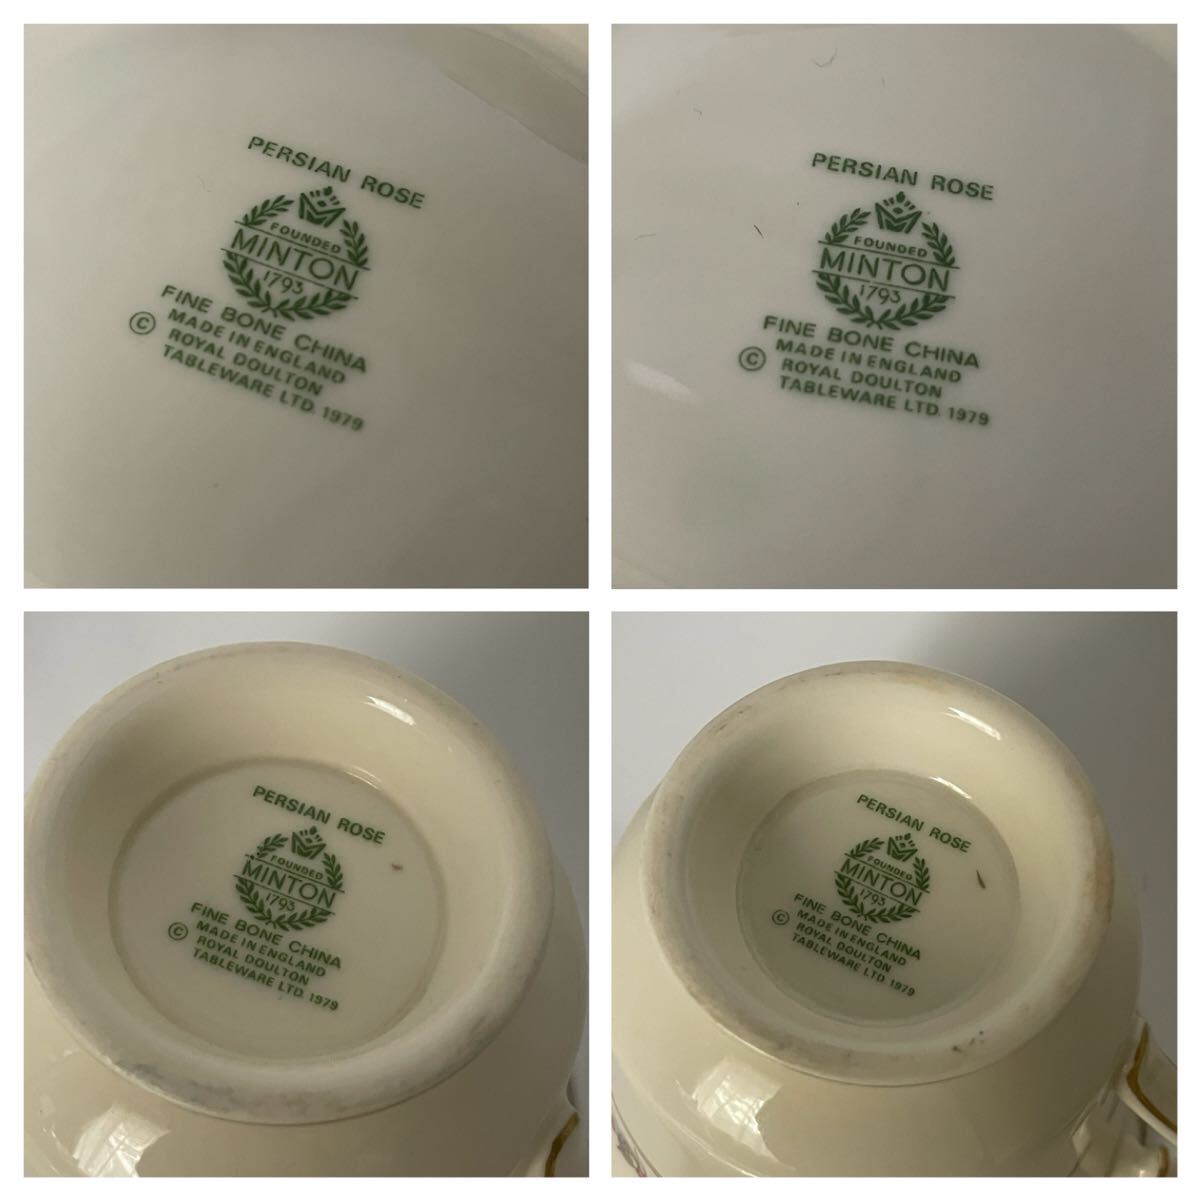 PERSIAN ROSE
FOUNDED
MINTON
1793
FINE BONE CHINA
MADE IN ENGLAND
© ROYAL DOULTON
TABLEWARE LTD. 1979
PERSIAN ROSE
FOUNDED
MINTON
1793
FINE BONE CHINA
MADE IN ENGLAND
© ROYAL DOULTON
TABLEWARE LTD. 1979
PERSIAN ROSE
FOUNDED
MINTON
1793
FINE BONE CHINA
MADE IN ENGLAND
© ROYAL DOULTON
TABLEWARE LTD. 1979
PERSIAN ROSE
FOUNDED
MINTON
1793
FINE BONE CHINA
MADE IN ENGLAND
© ROYAL DOULTON
TABLEWARE LTD. 1979